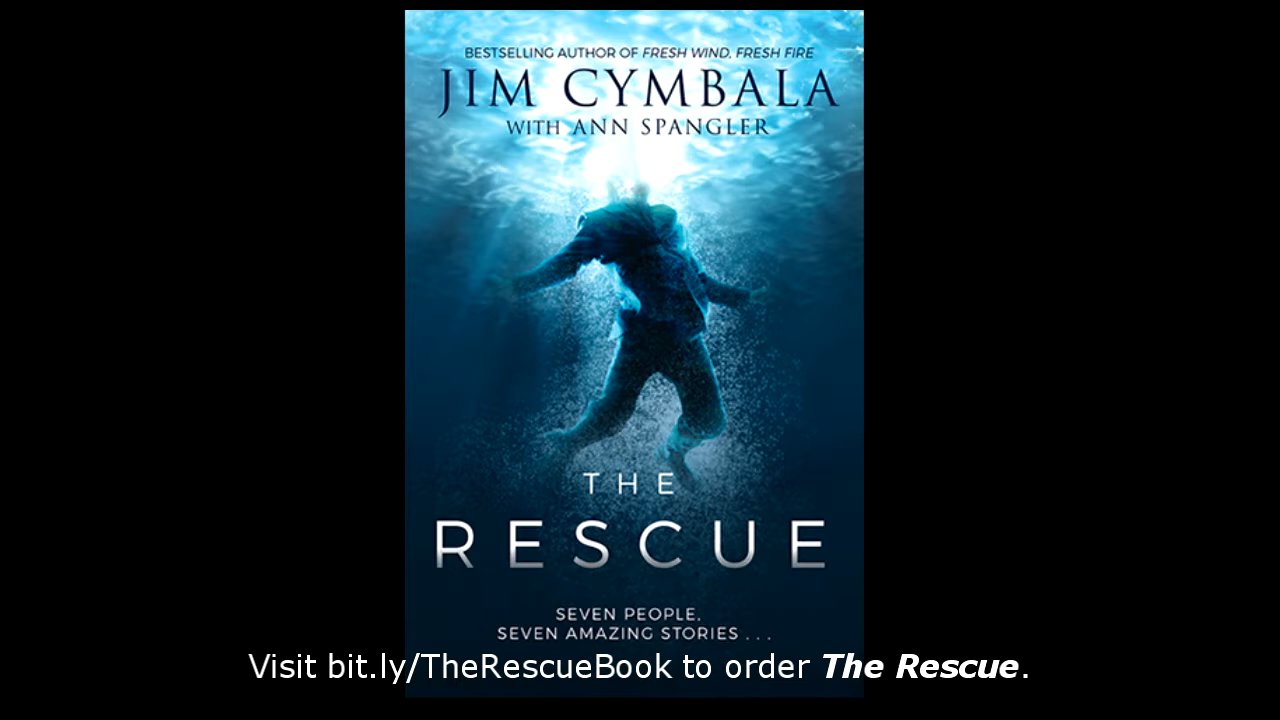 BESTSELLING AUTHOR OF FRESH WIND, FRESH FIRE
JIM CYMBALA
WITH ANN SPANGLER
THE
RESCUE
SEVEN PEOPLE,
SEVEN AMAZING STORIES . . .
Visit bit.ly/TheRescueBook to order The Rescue.